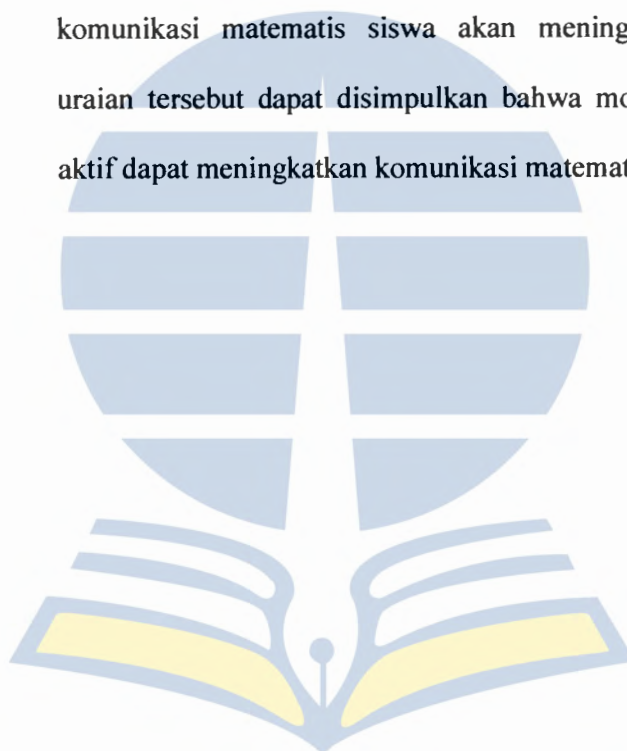 komunikasi matematis siswa akan mening
uraian tersebut dapat disimpulkan bahwa mo
aktif dapat meningkatkan komunikasi matemat